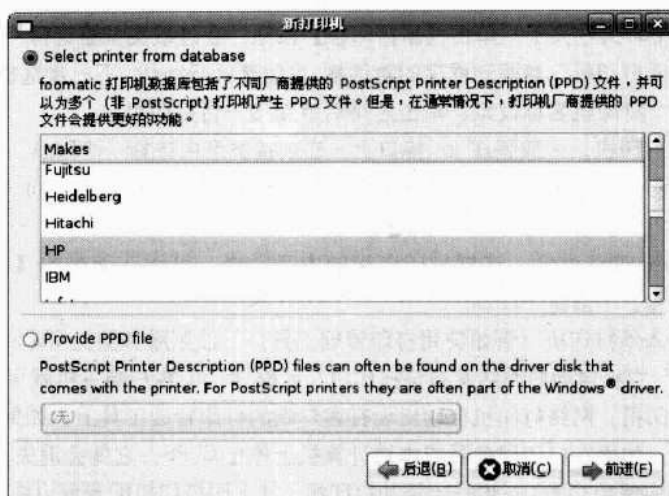 新打印机
Select printer from database
foomatic 打印机数据库包括了不同厂商提供的 PostScript Printer Description (PPD) 文件，并可
以为多个（非 PostScript）打印机产生 PPD 文件。但是，在通常情况下，打印机厂商提供的 PPD
文件会提供更好的功能。
Makes
Fujitsu
Heidelberg
Hitachi
HP
IBM
Provide PPD file
PostScript Printer Description (PPD) files can often be found on the driver disk that
comes with the printer. For PostScript printers they are often part of the Windows® driver.
(无)
后退(B) 取消(C) 前进(F)